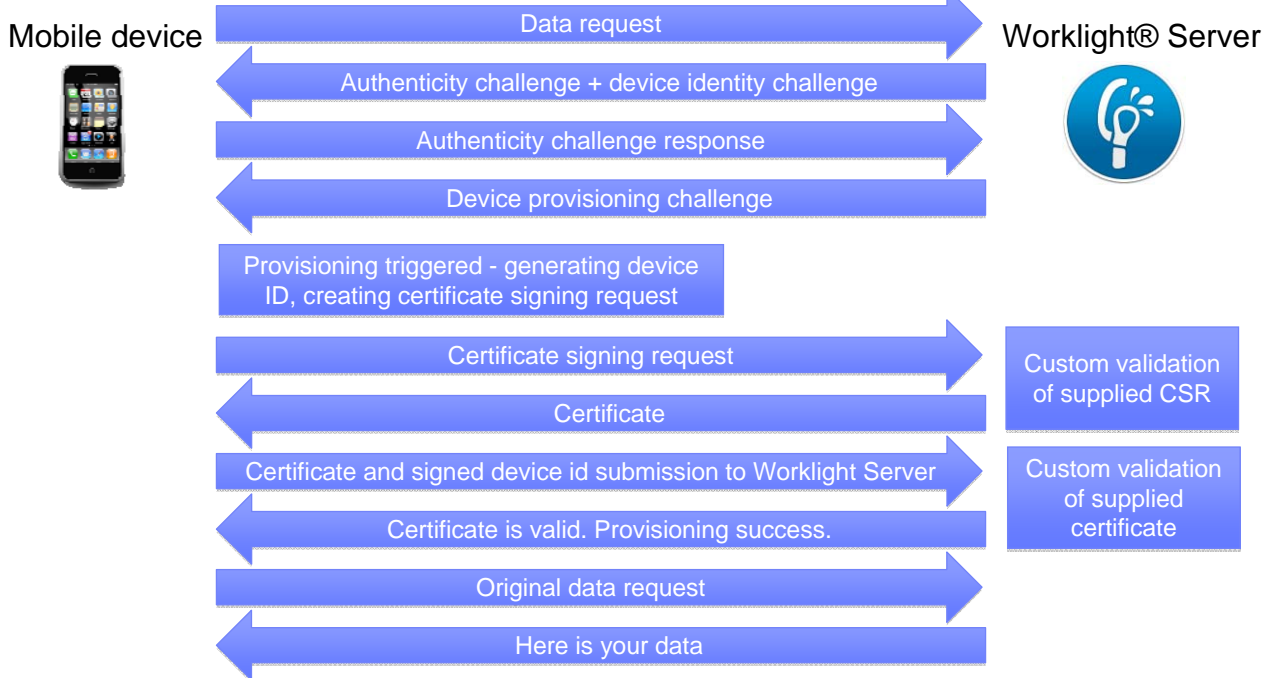 Data request
Mobile device
Worklight® Server
Authenticity challenge + device identity challenge
Authenticity challenge response
Device provisioning challenge
Provisioning triggered - generating device
ID, creating certificate signing request
Certificate signing request
Custom validation
of supplied CSR
Certificate
Certificate and signed device id submission to Worklight Server
Custom validation
of supplied
certificate
Certificate is valid. Provisioning success.
Original data request
Here is your data